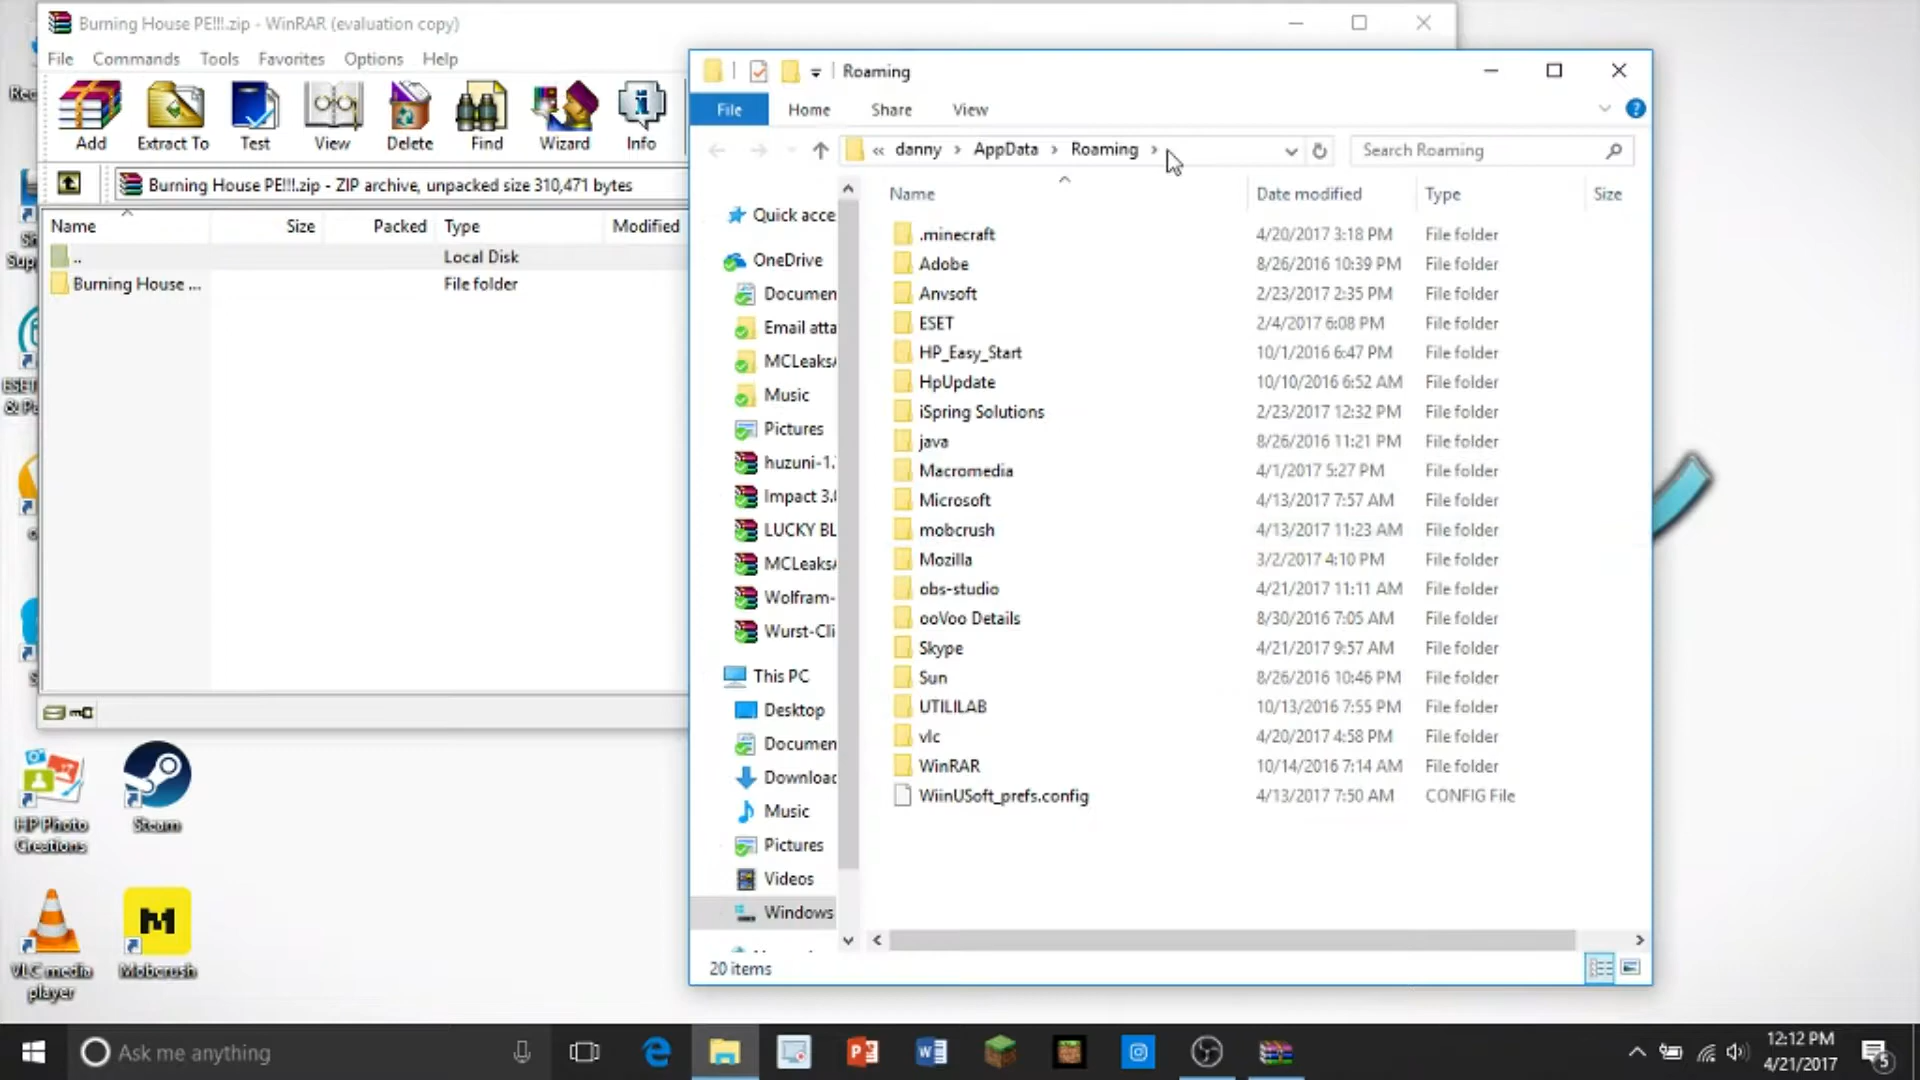 Burning House PE!!!.zip - WinRAR (evaluation copy)
File Commands Tools Favorites Options Help
Add Extract To Test View Delete Find Wizard Info
Burning House PE!!!.zip - ZIP archive, unpacked size 310,471 bytes
Name Size Packed Type Modified
.. Local Disk
Burning House ... File folder
Roaming
File Home Share View
« danny › AppData › Roaming ›
Search Roaming
Name Date modified Type Size
Quick acce
OneDrive
Documen
Email atta
MCLeaks
Music
Pictures
huzuni-1.
Impact 3.
LUCKY BL
MCLeaks
Wolfram-
Wurst-Cli
This PC
Desktop
Documen
Downloac
Music
Pictures
Videos
Windows
.minecraft 4/20/2017 3:18 PM File folder
Adobe 8/26/2016 10:39 PM File folder
Anvsoft 2/23/2017 2:35 PM File folder
ESET 2/4/2017 6:08 PM File folder
HP_Easy_Start 10/1/2016 6:47 PM File folder
HpUpdate 10/10/2016 6:52 AM File folder
iSpring Solutions 2/23/2017 12:32 PM File folder
java 8/26/2016 11:21 PM File folder
Macromedia 4/1/2017 5:27 PM File folder
Microsoft 4/13/2017 7:57 AM File folder
mobcrush 4/13/2017 11:23 AM File folder
Mozilla 3/2/2017 4:10 PM File folder
obs-studio 4/21/2017 11:11 AM File folder
ooVoo Details 8/30/2016 7:05 AM File folder
Skype 4/21/2017 9:57 AM File folder
Sun 8/26/2016 10:46 PM File folder
UTILILAB 10/13/2016 7:55 PM File folder
vlc 4/20/2017 4:58 PM File folder
WinRAR 10/14/2016 7:14 AM File folder
WiinUSoft_prefs.config 4/13/2017 7:50 AM CONFIG File
20 items
HP Photo
Creations
Steam
VLC media
player
Mobcrush
Ask me anything
12:12 PM
4/21/2017
5